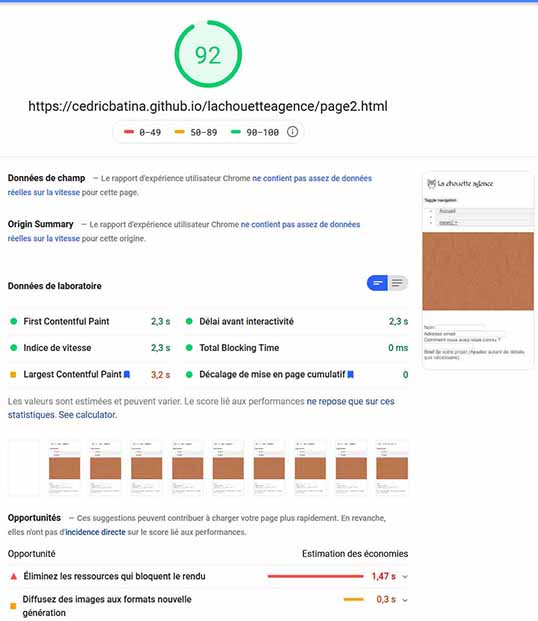 92
https://cedricbatina.github.io/lachouetteagence/page2.html
0–49 50–89 90–100
Données de champ — Le rapport d'expérience utilisateur Chrome ne contient pas assez de données
réelles sur la vitesse pour cette page.
Origin Summary — Le rapport d'expérience utilisateur Chrome ne contient pas assez de données
réelles sur la vitesse pour cette origine.
La chouette agence
Toggle navigation
Accueil
page2 =
Nom:
Adresse email
Comment nous avez-vous connu ?
Brief de votre projet (Ajoutez autant de détails
que nécessaire)
Données de laboratoire
First Contentful Paint 2,3 s
Délai avant interactivité 2,3 s
Indice de vitesse 2,3 s
Total Blocking Time 0 ms
Largest Contentful Paint 3,2 s
Décalage de mise en page cumulatif 0
Les valeurs sont estimées et peuvent varier. Le score lié aux performances ne repose que sur ces
statistiques. See calculator.
Opportunités — Ces suggestions peuvent contribuer à charger votre page plus rapidement. En revanche,
elles n'ont pas d'incidence directe sur le score lié aux performances.
Opportunité Estimation des économies
Éliminez les ressources qui bloquent le rendu 1,47 s
Diffusez des images aux formats nouvelle
génération 0,3 s